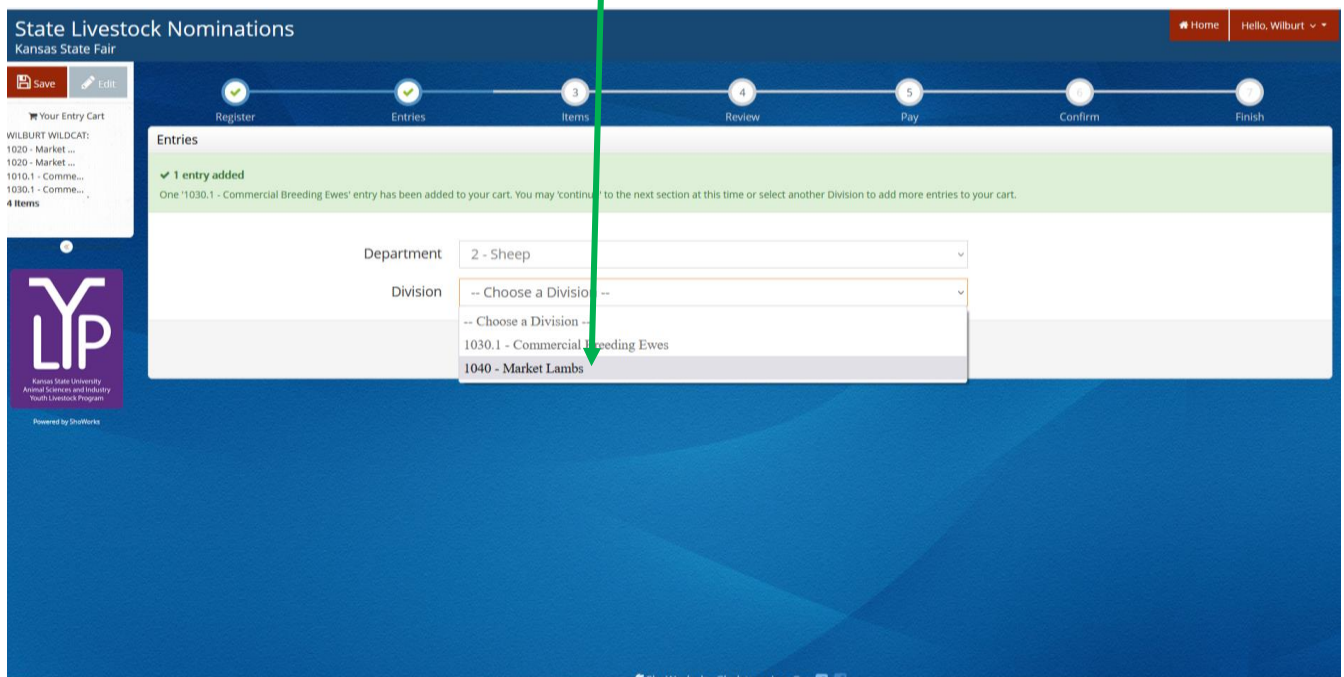 State Livestock Nominations
Kansas State Fair
Home
Hello, Wilburt
Save
Edit
Your Entry Cart
WILBURT WILDCAT:
1020 - Market ...
1020 - Market ...
1010.1 - Comme...
1030.1 - Comme...
4 Items
Register
Entries
3
Items
4
Review
5
Pay
6
Confirm
7
Finish
Entries
1 entry added
One '1030.1 - Commercial Breeding Ewes' entry has been added to your cart. You may 'continue' to the next section at this time or select another Division to add more entries to your cart.
Department
2 - Sheep
Division
-- Choose a Division --
-- Choose a Division --
1030.1 - Commercial Breeding Ewes
1040 - Market Lambs
YLP
Kansas State University
Animal Sciences and Industry
Youth Livestock Program
Powered by ShoWorks